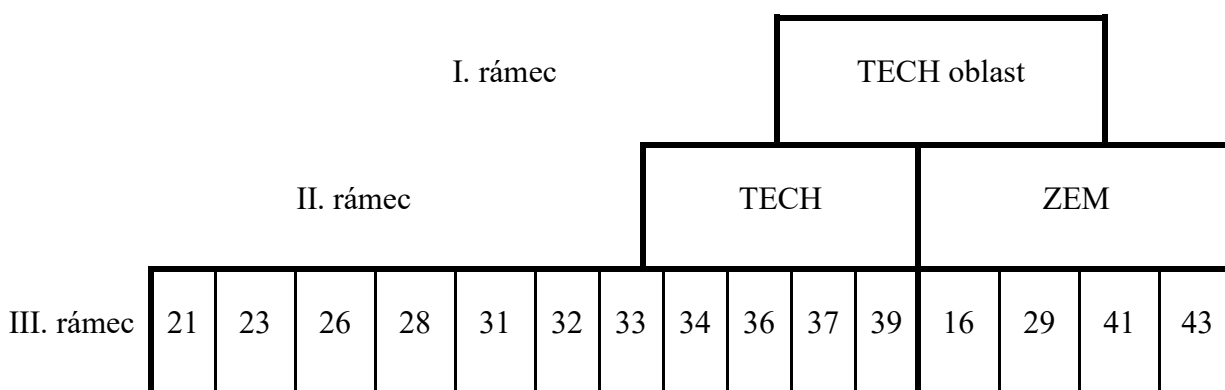 I. rámec TECH oblast
II. rámec TECH ZEM
III. rámec 21 23 26 28 31 32 33 34 36 37 39 16 29 41 43